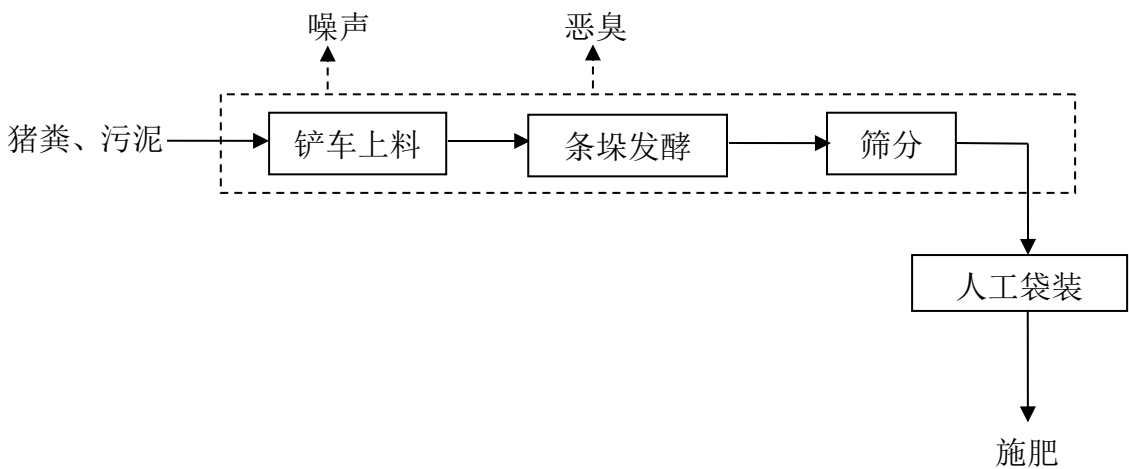 噪声
恶臭
猪粪、污泥
铲车上料
条垛发酵
筛分
人工袋装
施肥